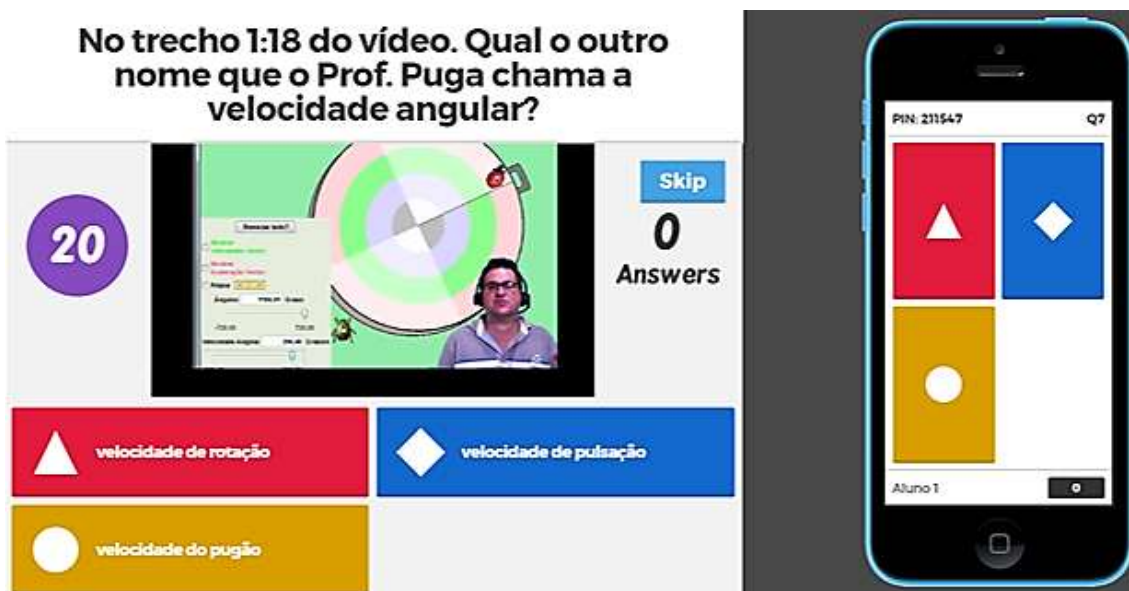 No trecho 1:18 do vídeo. Qual o outro
nome que o Prof. Puga chama a
velocidade angular?
20
Skip
0
Answers
velocidade de rotação
velocidade de pulsação
velocidade do pugão
PIN: 211547
Q7
Aluno 1
0